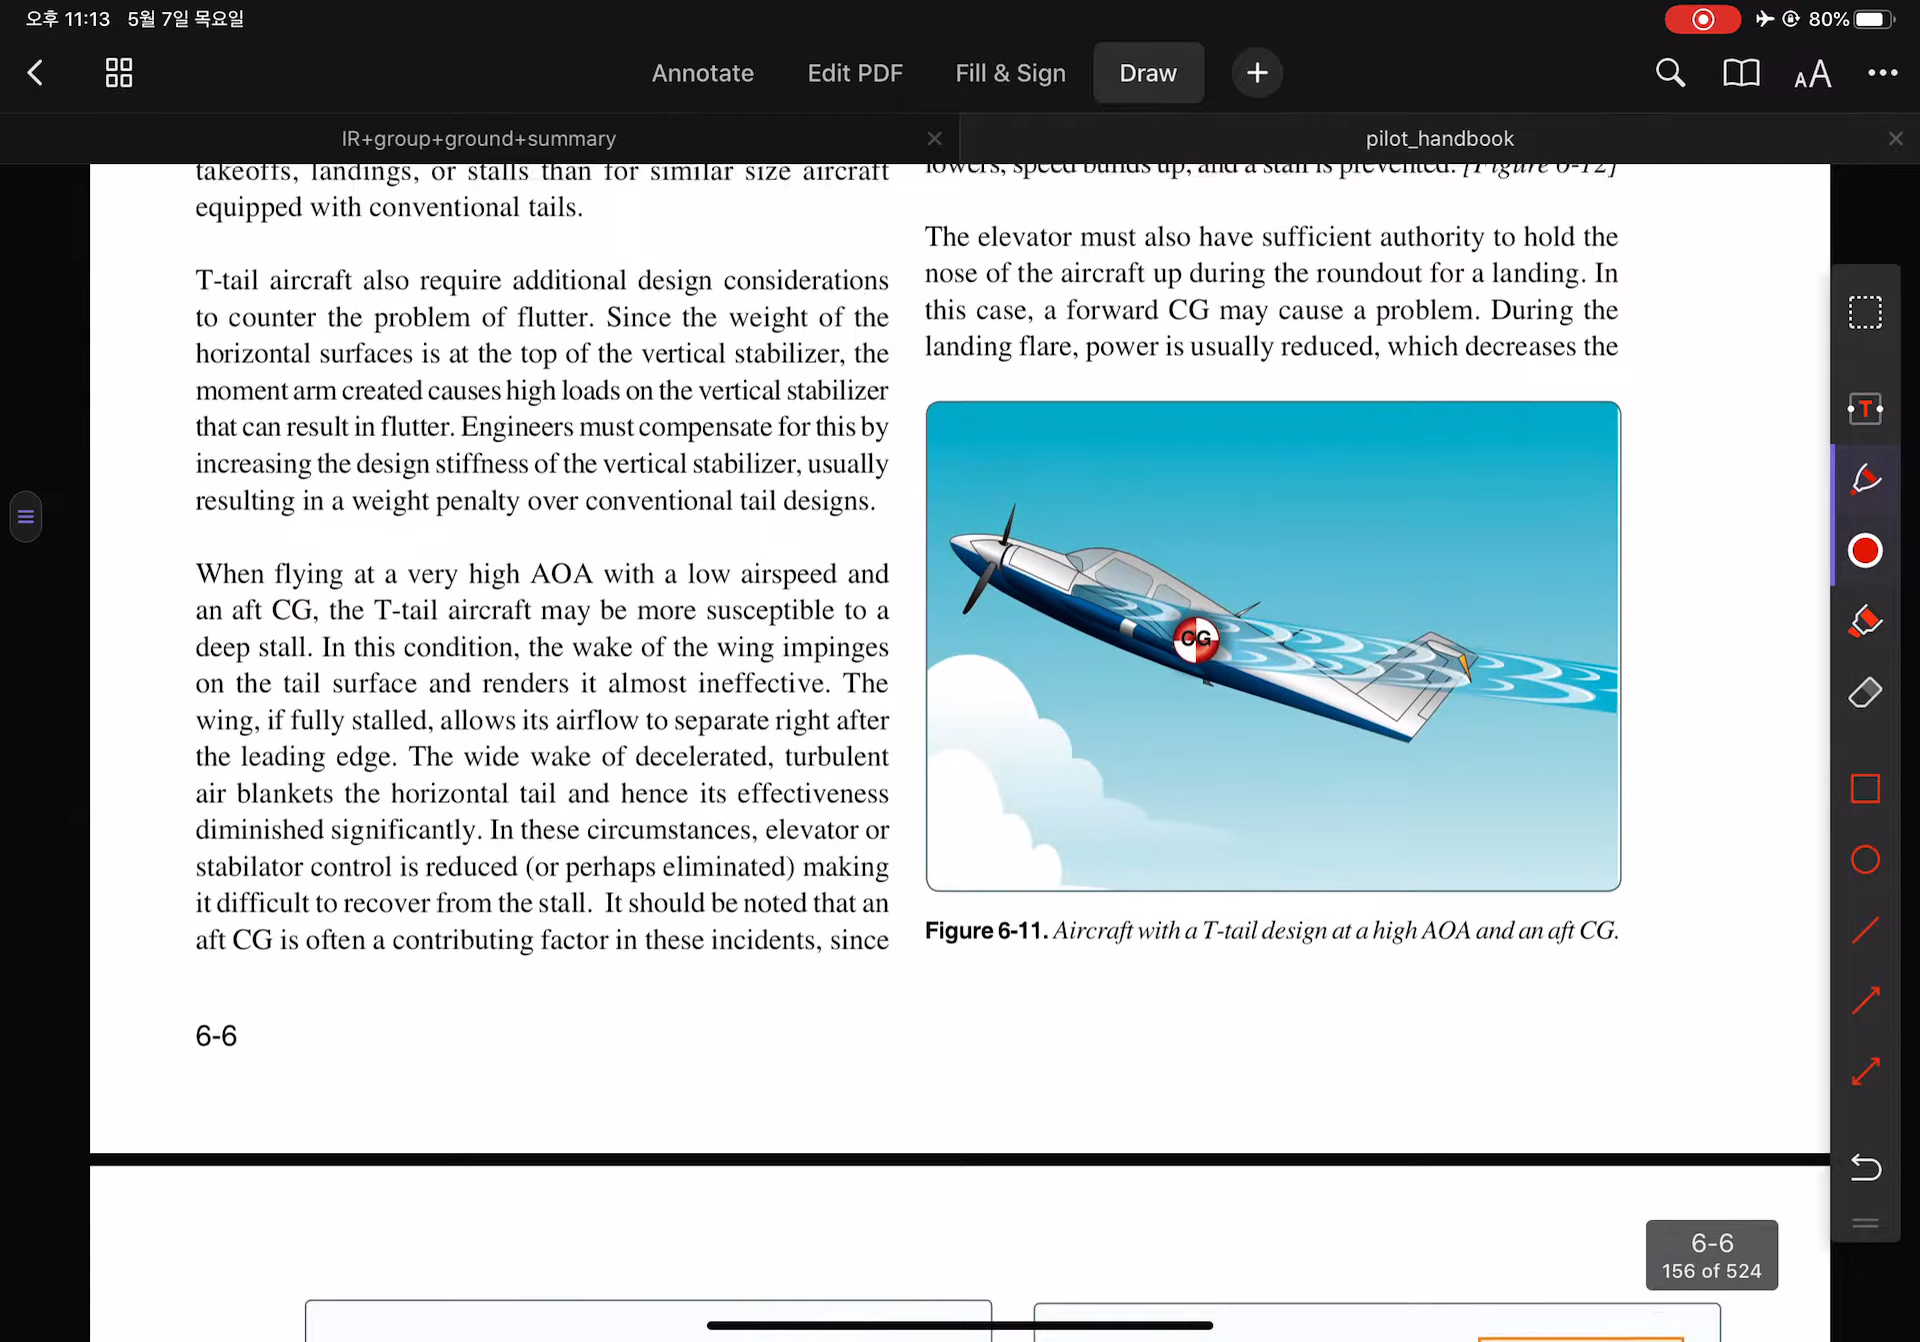 오후 11:13 5월 7일 목요일
80%
Annotate Edit PDF Fill & Sign Draw
IR+group+ground+summary
pilot_handbook
takeoffs, landings, or stalls than for similar size aircraft
equipped with conventional tails.
T-tail aircraft also require additional design considerations
to counter the problem of flutter. Since the weight of the
horizontal surfaces is at the top of the vertical stabilizer, the
moment arm created causes high loads on the vertical stabilizer
that can result in flutter. Engineers must compensate for this by
increasing the design stiffness of the vertical stabilizer, usually
resulting in a weight penalty over conventional tail designs.
When flying at a very high AOA with a low airspeed and
an aft CG, the T-tail aircraft may be more susceptible to a
deep stall. In this condition, the wake of the wing impinges
on the tail surface and renders it almost ineffective. The
wing, if fully stalled, allows its airflow to separate right after
the leading edge. The wide wake of decelerated, turbulent
air blankets the horizontal tail and hence its effectiveness
diminished significantly. In these circumstances, elevator or
stabilator control is reduced (or perhaps eliminated) making
it difficult to recover from the stall. It should be noted that an
aft CG is often a contributing factor in these incidents, since
6-6
lowers, speed builds up, and a stall is prevented. [Figure 6-12]
The elevator must also have sufficient authority to hold the
nose of the aircraft up during the roundout for a landing. In
this case, a forward CG may cause a problem. During the
landing flare, power is usually reduced, which decreases the
CG
Figure 6-11. Aircraft with a T-tail design at a high AOA and an aft CG.
6-6
156 of 524